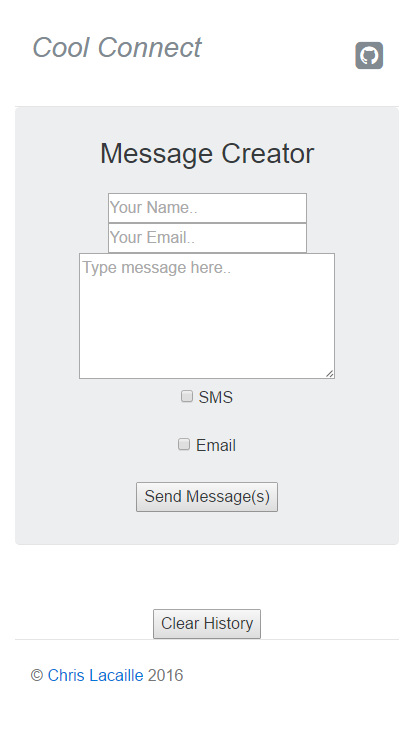 Cool Connect
Message Creator
Your Name..
Your Email..
Type message here..
SMS
Email
Send Message(s)
Clear History
© Chris Lacaille 2016